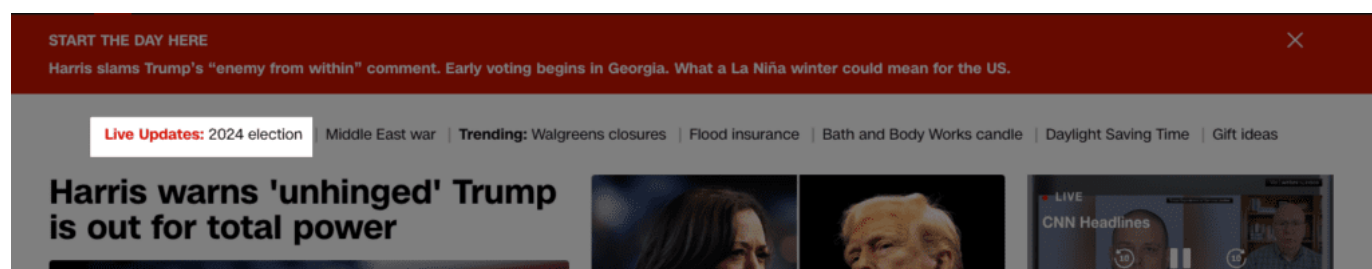 START THE DAY HERE
Harris slams Trump's “enemy from within” comment. Early voting begins in Georgia. What a La Niña winter could mean for the US.
Live Updates: 2024 election | Middle East war | Trending: Walgreens closures | Flood insurance | Bath and Body Works candle | Daylight Saving Time | Gift ideas
Harris warns 'unhinged' Trump
is out for total power
LIVE
CNN Headlines
10 10